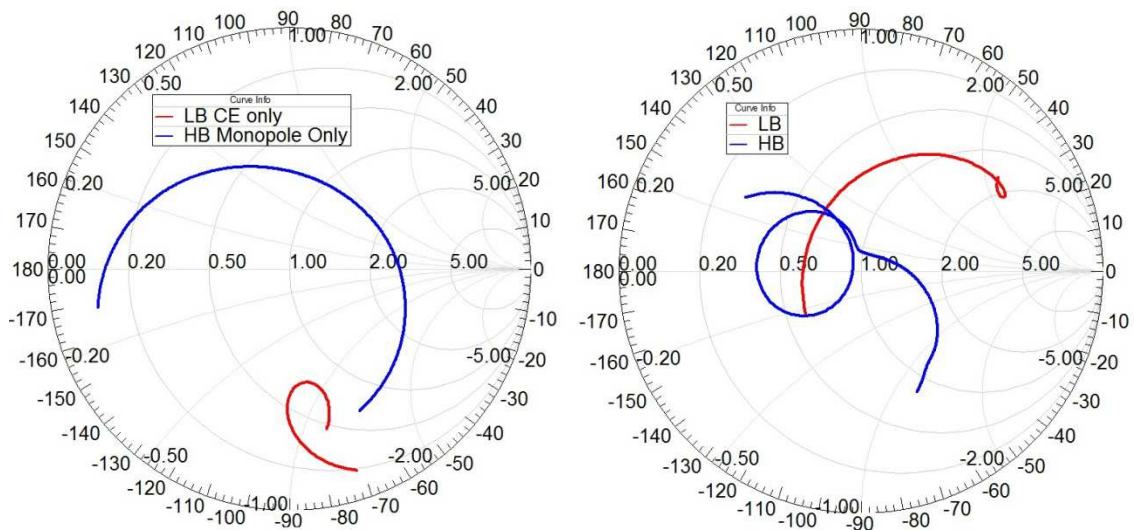 90
100 80
110 1.00 70
120 60
130 0.50 2.00 50
140 40
Curve Info
LB CE only
HB Monopole Only
150 30
160 0.20 5.00 20
170 10
180 0.00 0.20 0.50 1.00 2.00 5.00 0
0.00
-170 -10
-160 -0.20 -5.00 -20
-150 -30
-140 -40
-130 -0.50 -2.00 -50
-120 -60
-110 -1.00 -70
-100 -80
-90
90
100 80
110 1.00 70
120 60
130 0.50 2.00 50
140 40
Curve Info
LB
HB
150 30
160 0.20 5.00 20
170 10
180 0.00 0.20 0.50 1.00 2.00 5.00 0
0.00
-170 -10
-160 -0.20 -5.00 -20
-150 -30
-140 -40
-130 -0.50 -2.00 -50
-120 -60
-110 -1.00 -70
-100 -80
-90